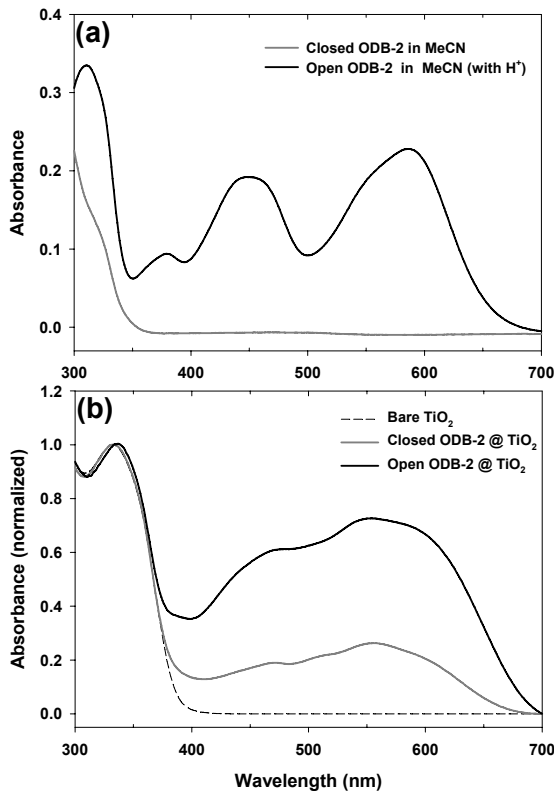 (a)
Closed ODB-2 in MeCN
Open ODB-2 in MeCN (with H⁺)
Absorbance
0.4
0.3
0.2
0.1
0.0
300 400 500 600 700
(b)
Bare TiO₂
Closed ODB-2 @ TiO₂
Open ODB-2 @ TiO₂
Absorbance (normalized)
1.2
1.0
0.8
0.6
0.4
0.2
0.0
300 400 500 600 700
Wavelength (nm)